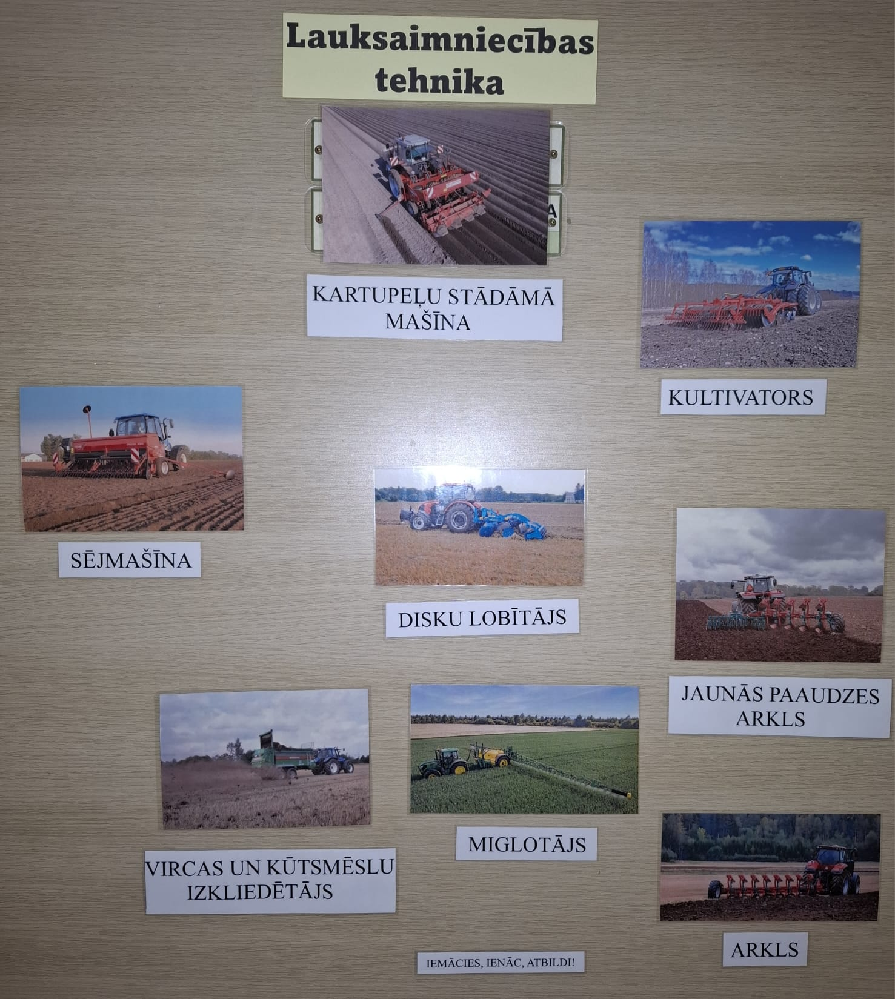 Lauksaimniecības
tehnika
A
KARTUPEĻU STĀDĀMĀ
MAŠĪNA
KULTIVATORS
SĒJMAŠĪNA
DISKU LOBĪTĀJS
JAUNĀS PAAUDZES
ARKLS
VIRCAS UN KŪTSMĒSLU
IZKLIEDĒTĀJS
MIGLOTĀJS
ARKLS
IEMĀCIES, IENĀC, ATBILDI!